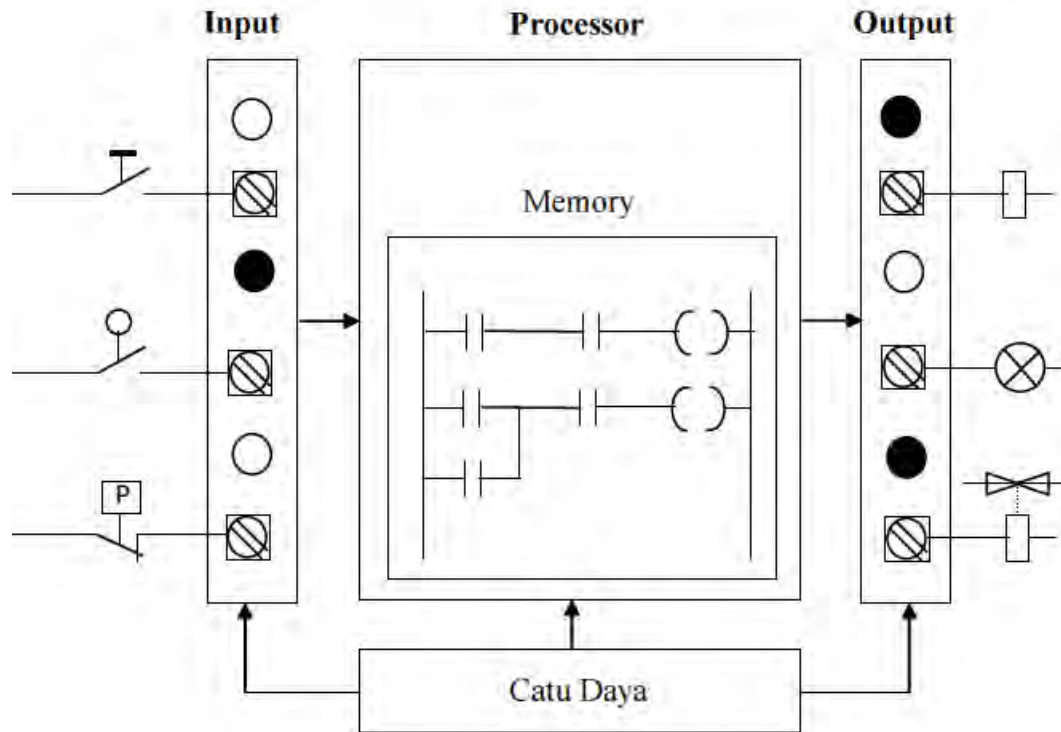 Input
Processor
Output
Memory
P
Catu Daya